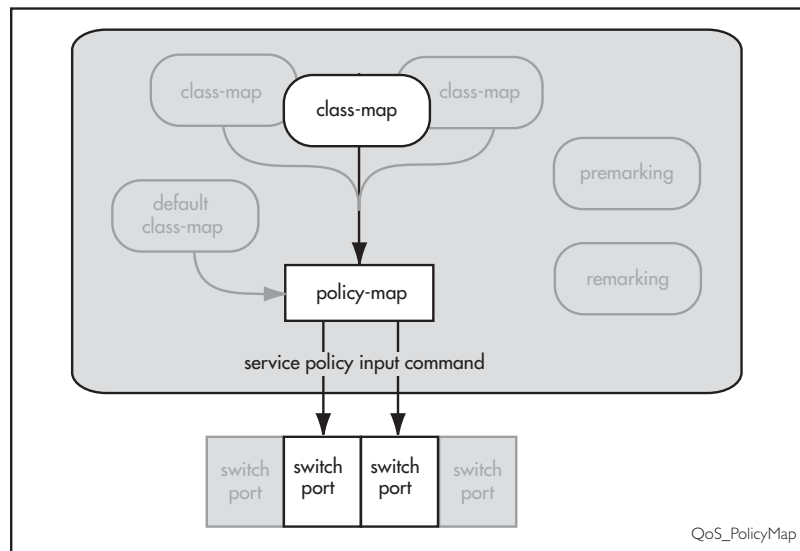 class-map
class-map
class-map
premarking
default
class-map
remarking
policy-map
service policy input command
switch
port
switch
port
switch
port
switch
port
QoS_PolicyMap